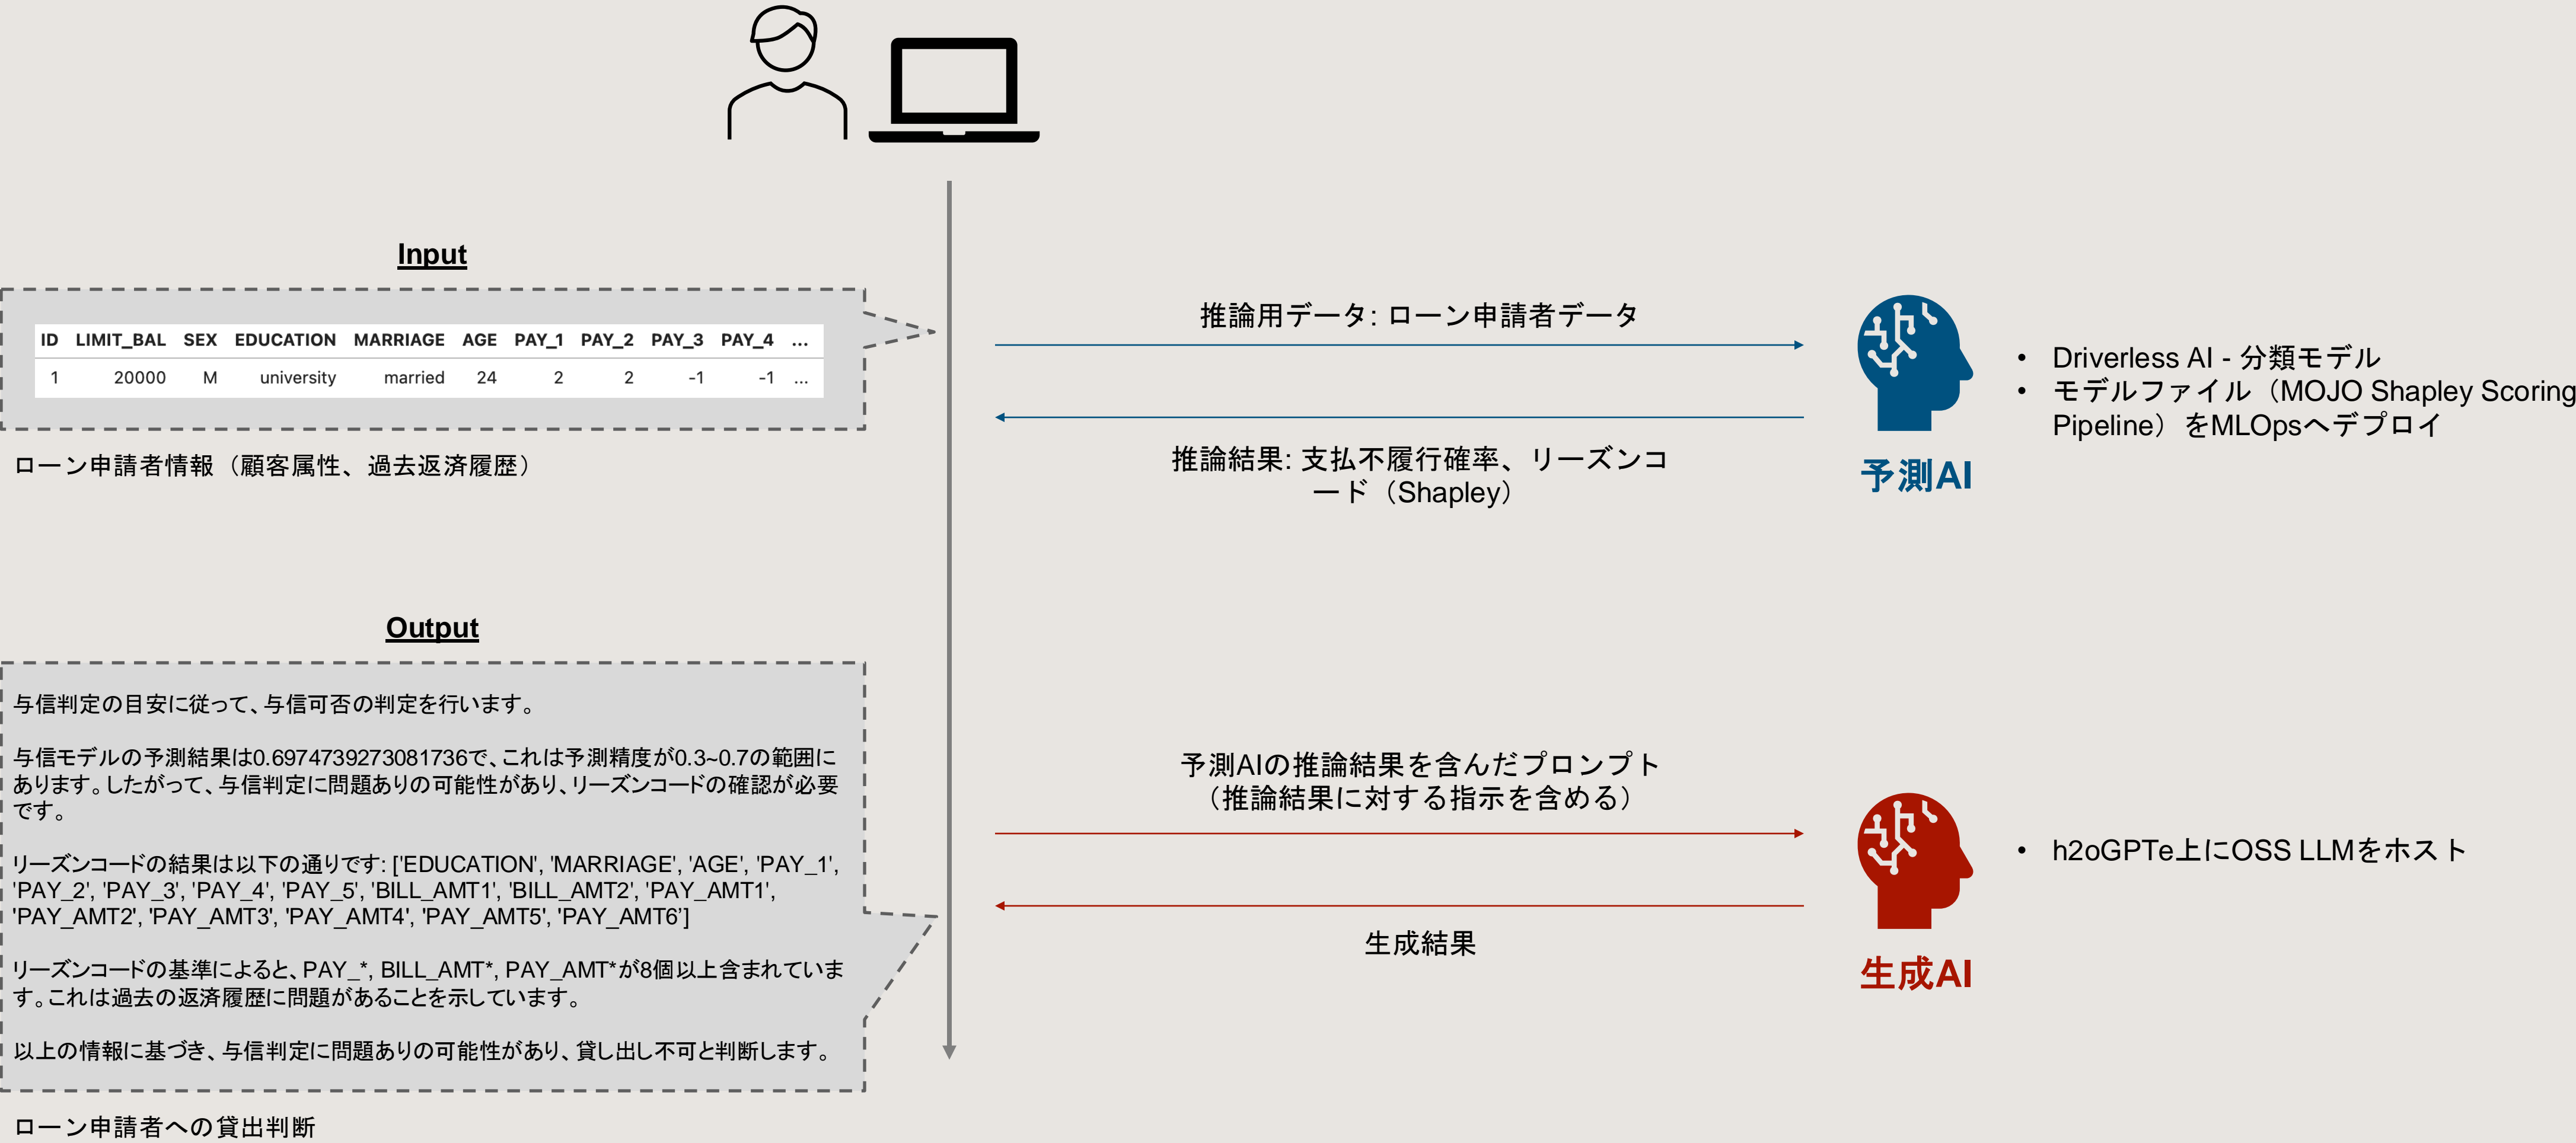 Input
ID LIMIT_BAL SEX EDUCATION MARRIAGE AGE PAY_1 PAY_2 PAY_3 PAY_4 ...
1 20000 M university married 24 2 2 -1 -1 ...
ローン申請者情報（顧客属性、過去返済履歴）
推論用データ: ローン申請者データ
推論結果: 支払不履行確率、リーズンコ
ード（Shapley）
予測AI
• Driverless AI - 分類モデル
• モデルファイル（MOJO Shapley Scoring
Pipeline）をMLOpsへデプロイ
Output
与信判定の目安に従って、与信可否の判定を行います。
与信モデルの予測結果は0.6974739273081736で、これは予測精度が0.3~0.7の範囲に
あります。したがって、与信判定に問題ありの可能性があり、リーズンコードの確認が必要
です。
リーズンコードの結果は以下の通りです: ['EDUCATION', 'MARRIAGE', 'AGE', 'PAY_1',
'PAY_2', 'PAY_3', 'PAY_4', 'PAY_5', 'BILL_AMT1', 'BILL_AMT2', 'PAY_AMT1',
'PAY_AMT2', 'PAY_AMT3', 'PAY_AMT4', 'PAY_AMT5', 'PAY_AMT6’]
リーズンコードの基準によると、PAY_*, BILL_AMT*, PAY_AMT*が8個以上含まれていま
す。これは過去の返済履歴に問題があることを示しています。
以上の情報に基づき、与信判定に問題ありの可能性があり、貸し出し不可と判断します。
ローン申請者への貸出判断
予測AIの推論結果を含んだプロンプト
（推論結果に対する指示を含める）
生成結果
生成AI
• h2oGPTe上にOSS LLMをホスト